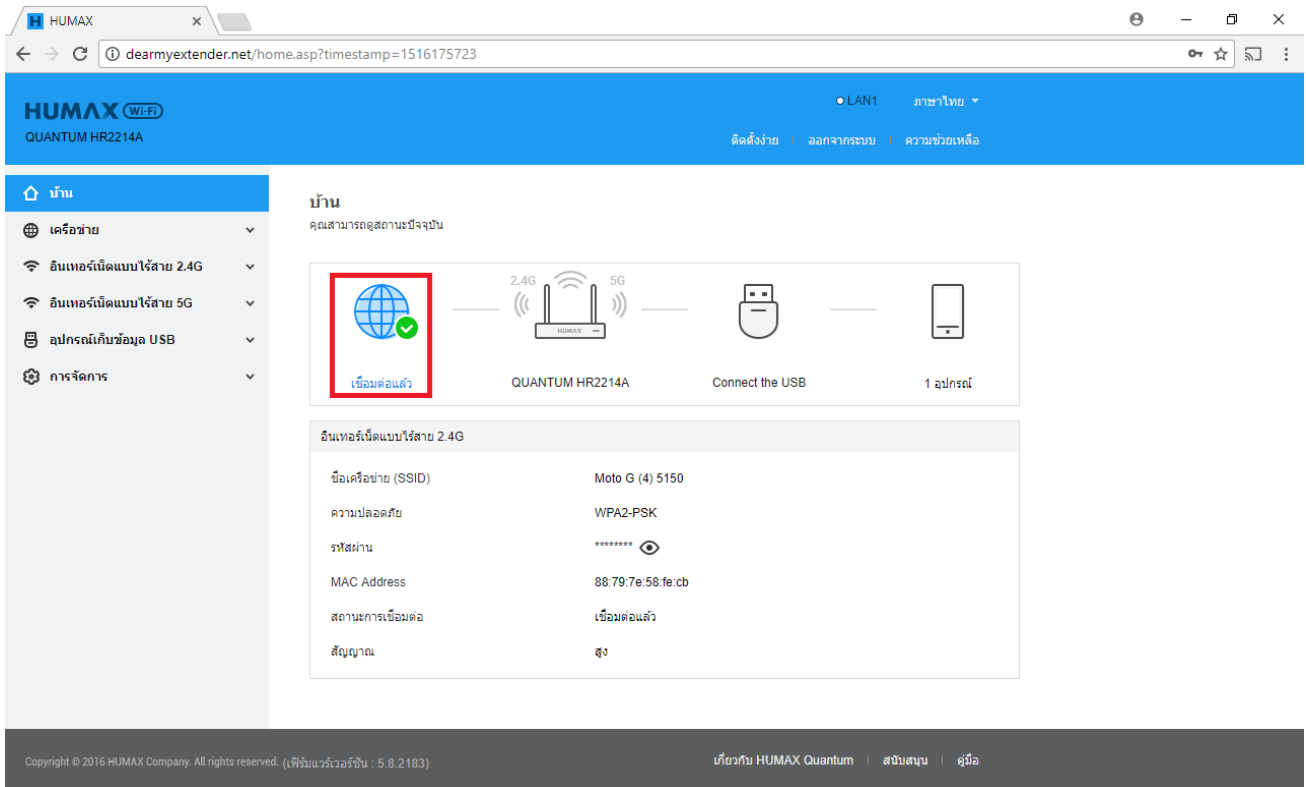 HUMAX
dearmyextender.net/home.asp?timestamp=1516175723
HUMAX Wi-Fi
LAN1 ภาษาไทย
QUANTUM HR2214A
ติดตั้งง่าย ออกจากระบบ ความช่วยเหลือ
บ้าน
เครือข่าย
อินเทอร์เน็ตแบบไร้สาย 2.4G
อินเทอร์เน็ตแบบไร้สาย 5G
อุปกรณ์เก็บข้อมูล USB
การจัดการ
บ้าน
คุณสามารถดูสถานะปัจจุบัน
2.4G 5G
HUMAX
เชื่อมต่อแล้ว QUANTUM HR2214A Connect the USB 1 อุปกรณ์
อินเทอร์เน็ตแบบไร้สาย 2.4G
ชื่อเครือข่าย (SSID) Moto G (4) 5150
ความปลอดภัย WPA2-PSK
รหัสผ่าน ********
MAC Address 88:79:7e:58:fe:cb
สถานะการเชื่อมต่อ เชื่อมต่อแล้ว
สัญญาณ สูง
Copyright © 2016 HUMAX Company. All rights reserved. (เฟิร์มแวร์เวอร์ชัน : 5.8.2183)
เกี่ยวกับ HUMAX Quantum สนับสนุน คู่มือ